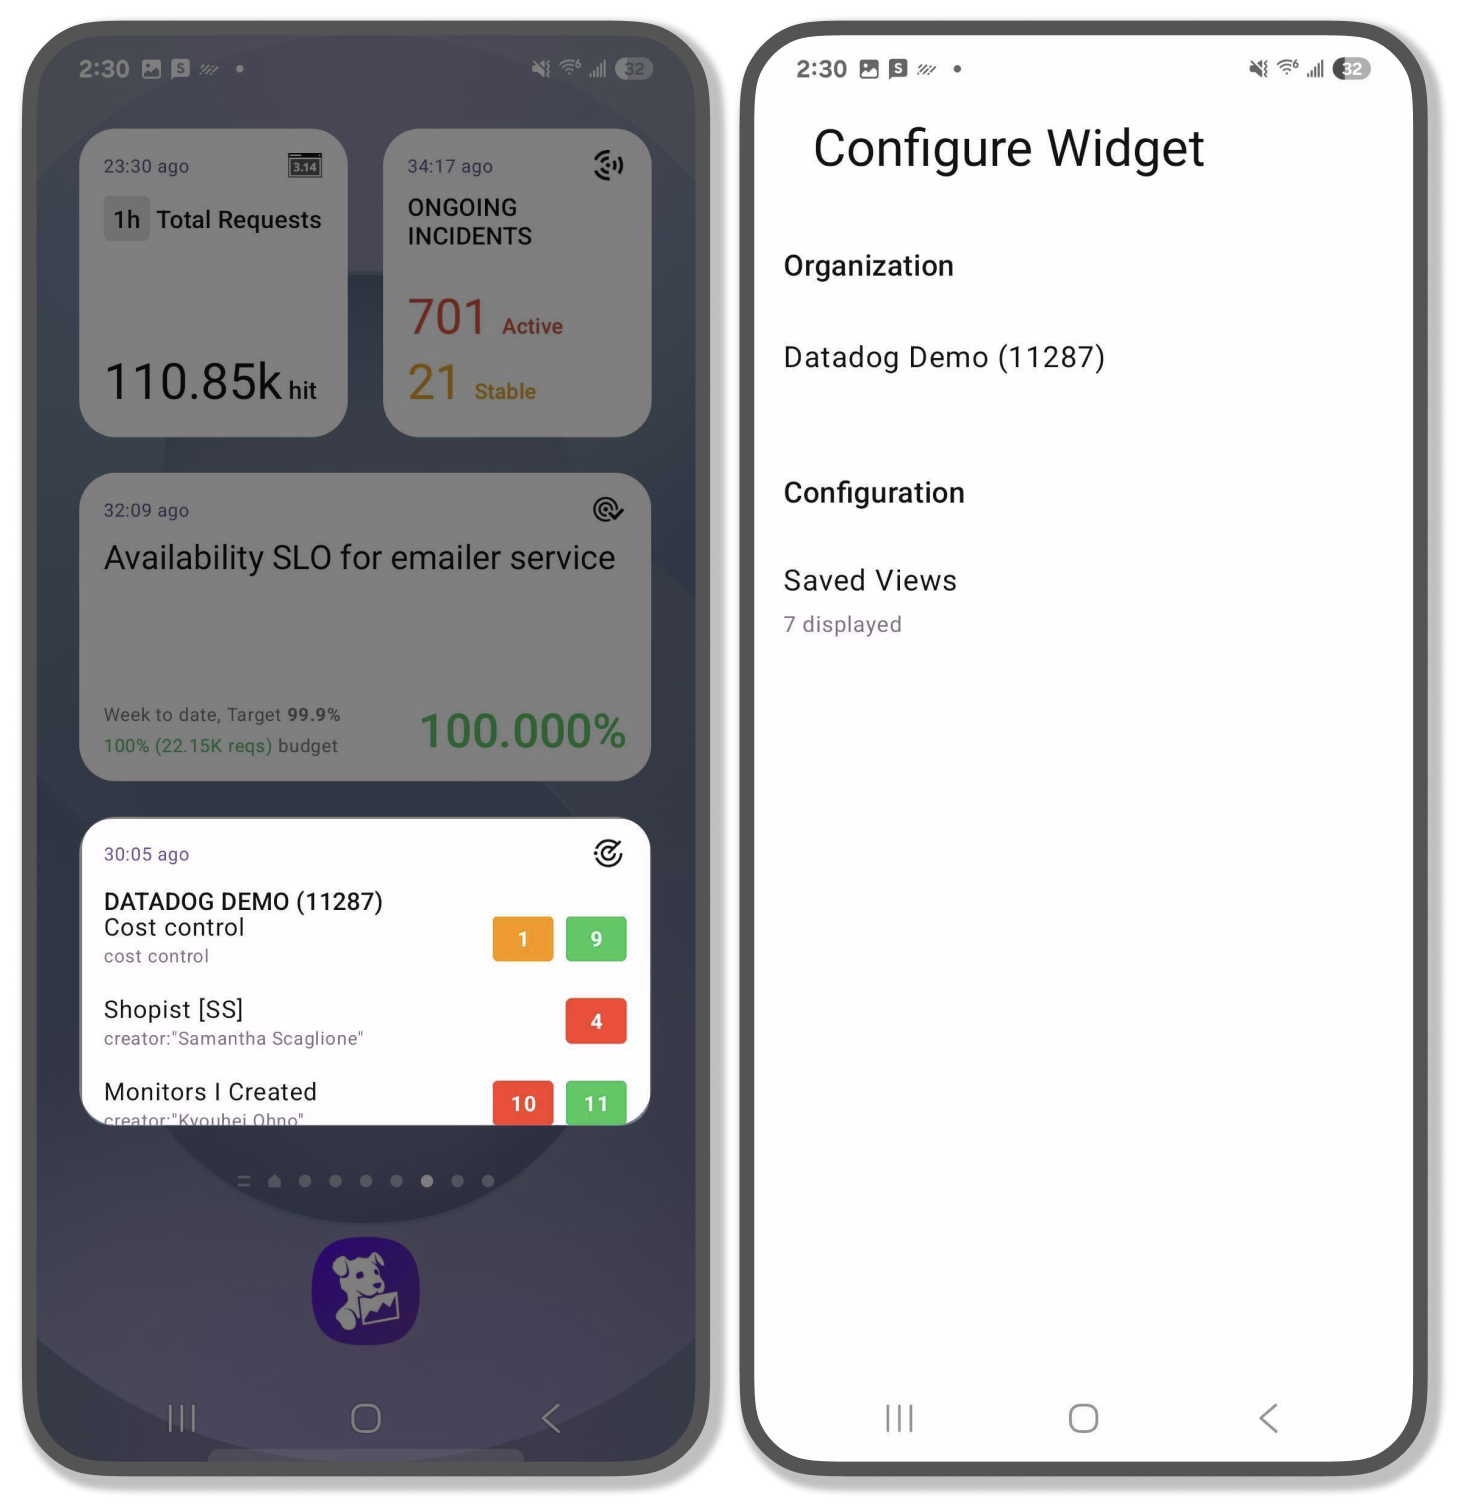 2:30 S
32
23:30 ago
3.14
1h Total Requests
110.85k hit
34:17 ago
ONGOING
INCIDENTS
701 Active
21 Stable
32:09 ago
Availability SLO for emailer service
Week to date, Target 99.9%
100% (22.15K reqs) budget
100.000%
30:05 ago
DATADOG DEMO (11287)
Cost control
cost control
1 9
Shopist [SS]
creator:"Samantha Scaglione"
4
Monitors I Created
creator:"Kyouhei Ohno"
10 11
2:30 S
6
32
Configure Widget
Organization
Datadog Demo (11287)
Configuration
Saved Views
7 displayed